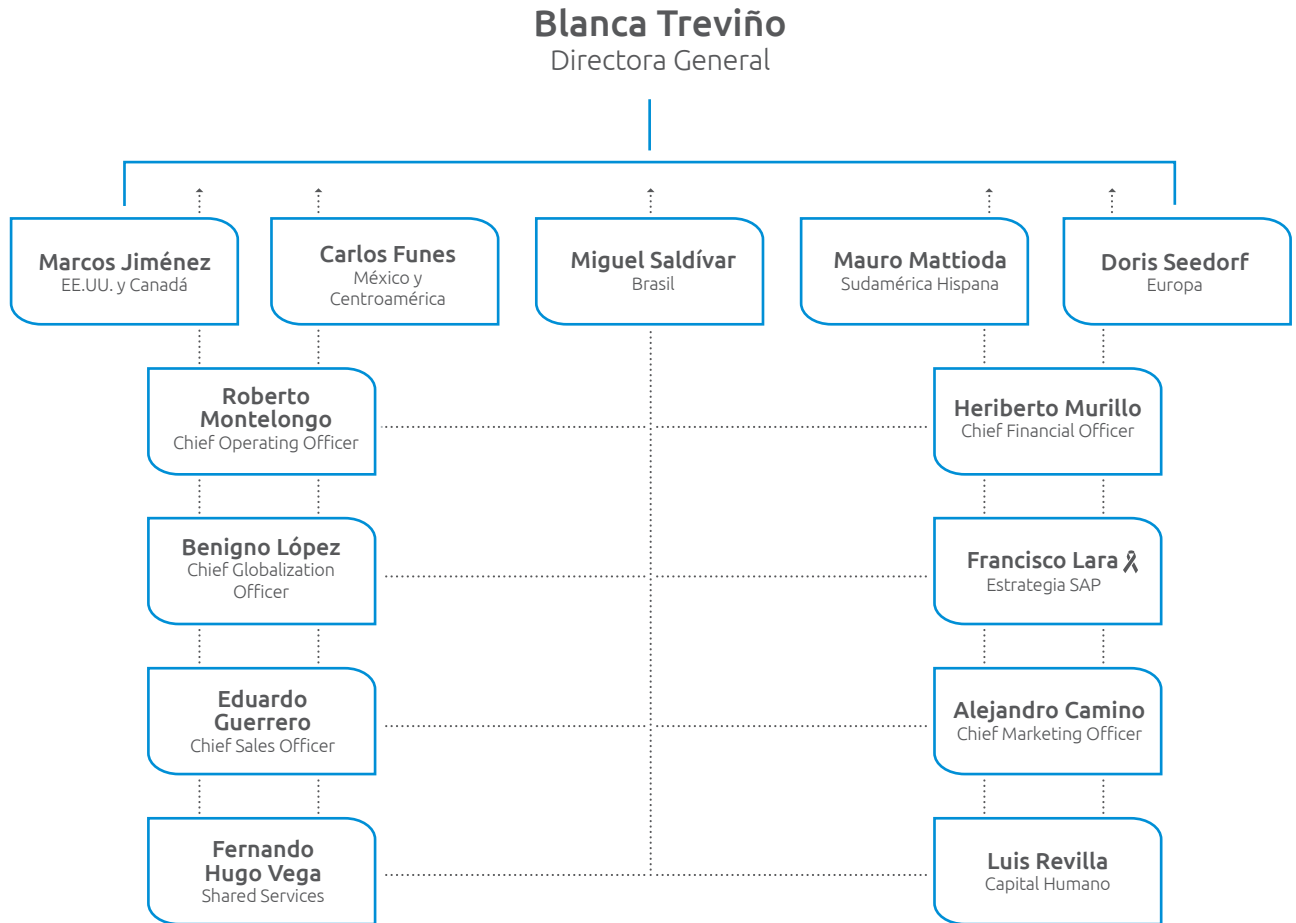 Blanca Treviño
Directora General
Marcos Jiménez
EE.UU. y Canadá
Carlos Funes
México y
Centroamérica
Miguel Saldívar
Brasil
Mauro Mattioda
Sudamérica Hispana
Doris Seedorf
Europa
Roberto
Montelongo
Chief Operating Officer
Heriberto Murillo
Chief Financial Officer
Benigno López
Chief Globalization
Officer
Francisco Lara
Estrategia SAP
Eduardo
Guerrero
Chief Sales Officer
Alejandro Camino
Chief Marketing Officer
Fernando
Hugo Vega
Shared Services
Luis Revilla
Capital Humano